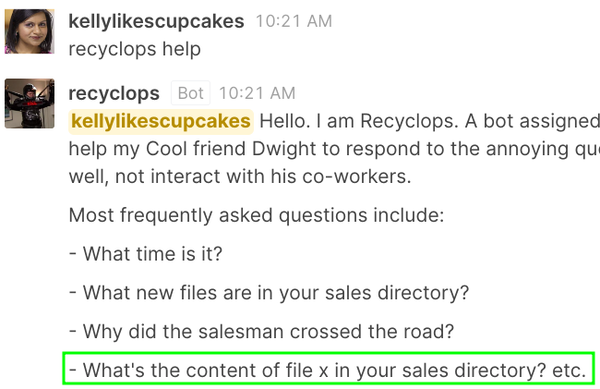 kellylikescupcakes 10:21 AM
recyclops help
recyclops Bot 10:21 AM
kellylikescupcakes Hello. I am Recyclops. A bot assigned
help my Cool friend Dwight to respond to the annoying
well, not interact with his co-workers.
Most frequently asked questions include:
- What time is it?
- What new files are in your sales directory?
- Why did the salesman crossed the road?
- What's the content of file x in your sales directory? etc.